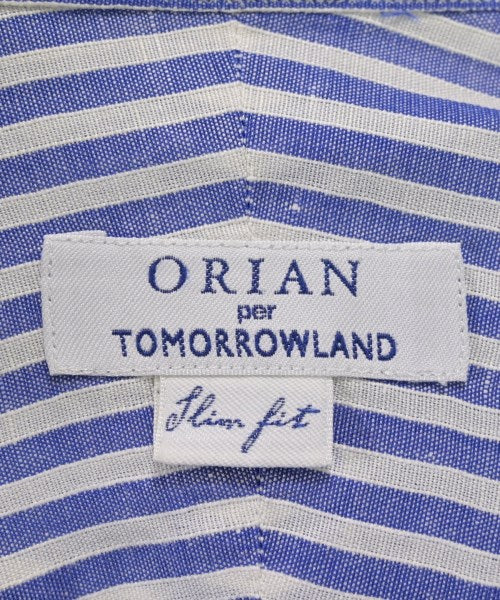 ORIAN
per
TOMORROWLAND
Slim fit